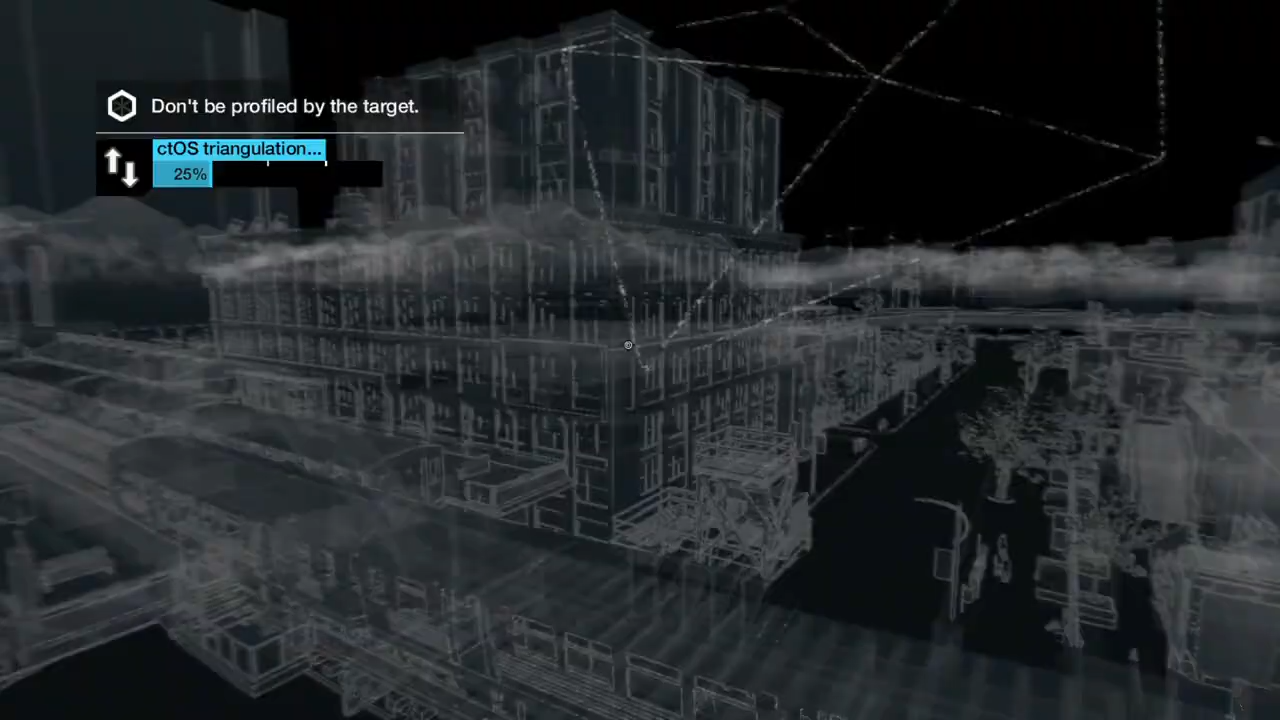 Don't be profiled by the target.
ctOS triangulation...
25%